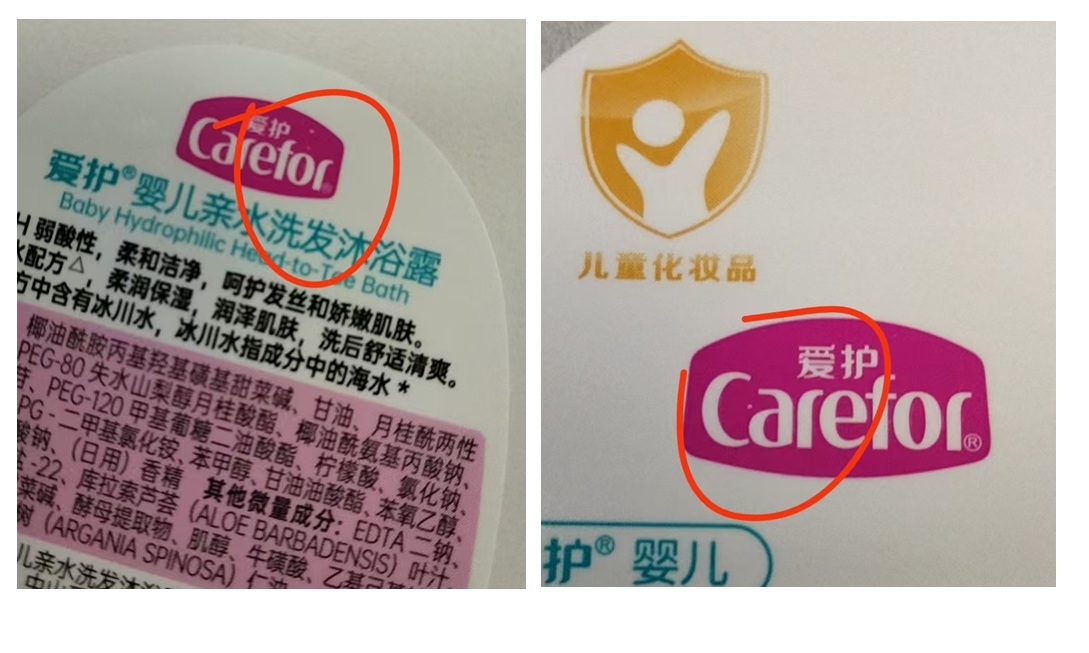 爱护
Carefor®
爱护®婴儿亲水洗发沐浴露
Baby Hydrophilic Head-to-Toe Bath
H 弱酸性,柔和洁净,呵护发丝和娇嫩肌肤。
水配方△,柔润保湿,润泽肌肤,洗后舒适清爽。
方中含有冰川水,冰川水指成分中的海水*
椰油酰胺丙基羟基磺基甜菜碱、甘油、月桂酰两性
PEG-80 失水山梨醇月桂酸酯、椰油酰氨基丙酸钠、
苷、PEG-120 甲基葡糖二油酸酯、柠檬酸、氯化钠、
PG-二甲基氯化铵、苯甲醇、甘油油酸酯、苯氧乙醇、
酸钠、(日用)香精 其他微量成分:EDTA 二钠、
-22、库拉索芦荟(ALOE BARBADENSIS)叶汁、
菜碱、酵母提取物、肌醇、牛磺酸、乙基己基
树(ARGANIA SPINOSA)仁油
儿亲水洗发沐浴
儿童化妆品
爱护
Carefor®
护®婴儿